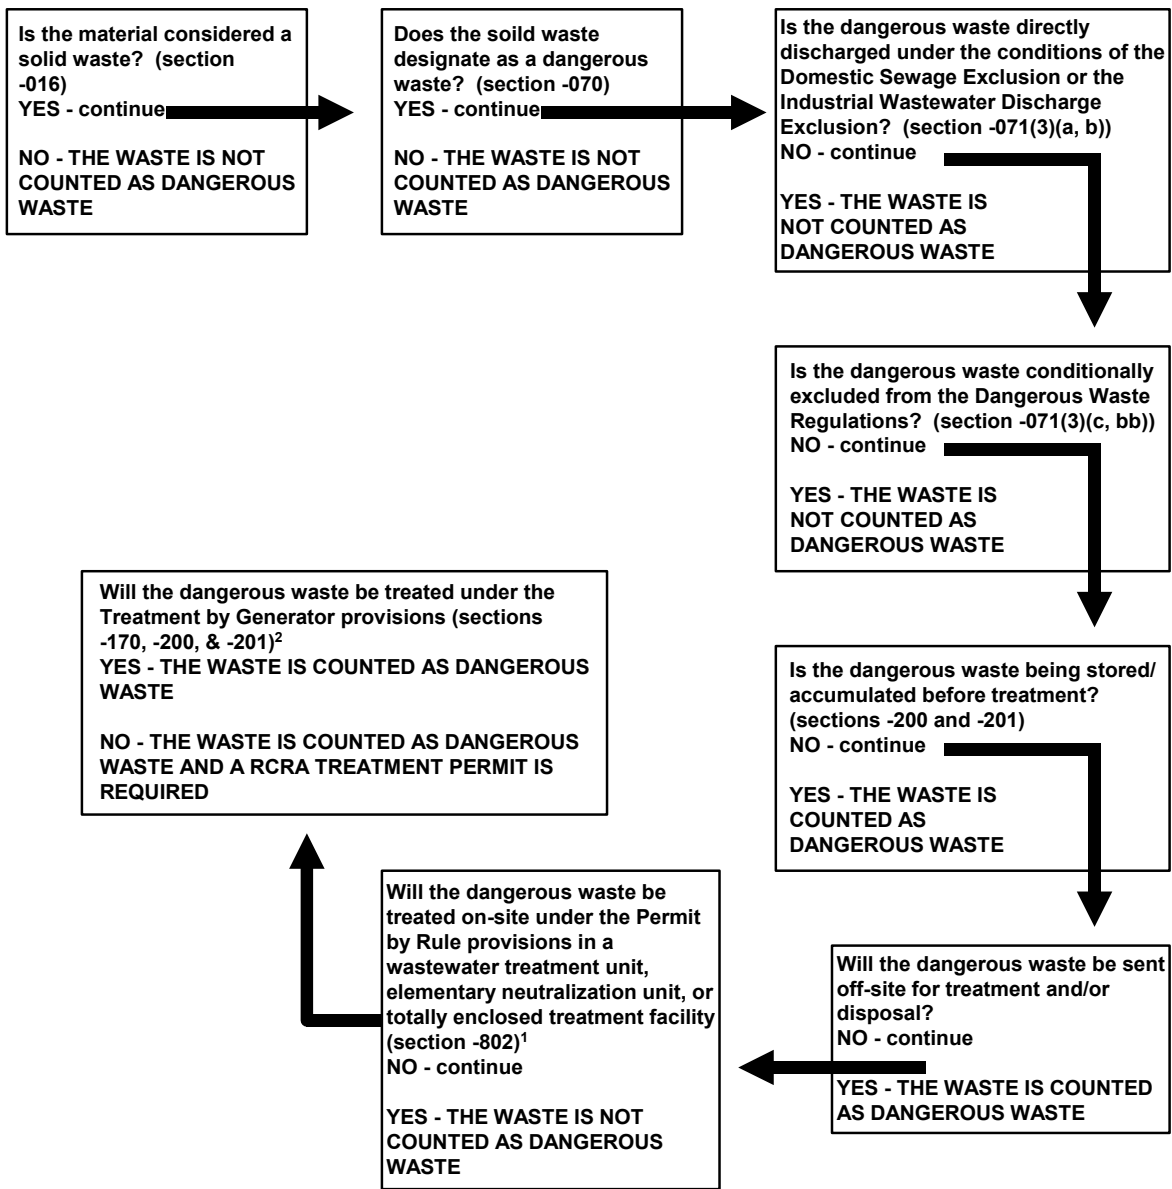 Is the material considered a
solid waste? (section
-016)
YES - continue
NO - THE WASTE IS NOT
COUNTED AS DANGEROUS
WASTE
Does the soild waste
designate as a dangerous
waste? (section -070)
YES - continue
NO - THE WASTE IS NOT
COUNTED AS DANGEROUS
WASTE
Is the dangerous waste directly
discharged under the conditions of the
Domestic Sewage Exclusion or the
Industrial Wastewater Discharge
Exclusion? (section -071(3)(a, b))
NO - continue
YES - THE WASTE IS
NOT COUNTED AS
DANGEROUS WASTE
Is the dangerous waste conditionally
excluded from the Dangerous Waste
Regulations? (section -071(3)(c, bb))
NO - continue
YES - THE WASTE IS
NOT COUNTED AS
DANGEROUS WASTE
Is the dangerous waste being stored/
accumulated before treatment?
(sections -200 and -201)
NO - continue
YES - THE WASTE IS
COUNTED AS
DANGEROUS WASTE
Will the dangerous waste be sent
off-site for treatment and/or
disposal?
NO - continue
YES - THE WASTE IS COUNTED
AS DANGEROUS WASTE
Will the dangerous waste be
treated on-site under the Permit
by Rule provisions in a
wastewater treatment unit,
elementary neutralization unit, or
totally enclosed treatment facility
(section -802)¹
NO - continue
YES - THE WASTE IS NOT
COUNTED AS DANGEROUS
WASTE
Will the dangerous waste be treated under the
Treatment by Generator provisions (sections
-170, -200, & -201)²
YES - THE WASTE IS COUNTED AS DANGEROUS
WASTE
NO - THE WASTE IS COUNTED AS DANGEROUS
WASTE AND A RCRA TREATMENT PERMIT IS
REQUIRED